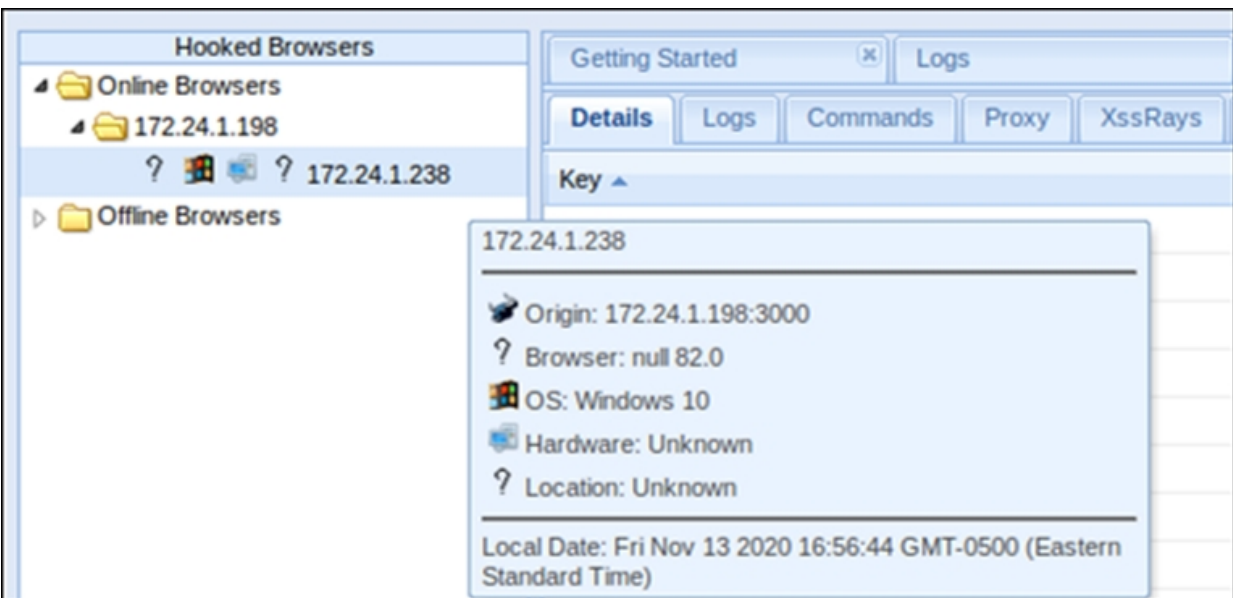 Hooked Browsers
Online Browsers
172.24.1.198
? ? 172.24.1.238
Offline Browsers
Getting Started
Logs
Details Logs Commands Proxy XssRays
Key
172.24.1.238
Origin: 172.24.1.198:3000
? Browser: null 82.0
OS: Windows 10
Hardware: Unknown
? Location: Unknown
Local Date: Fri Nov 13 2020 16:56:44 GMT-0500 (Eastern
Standard Time)